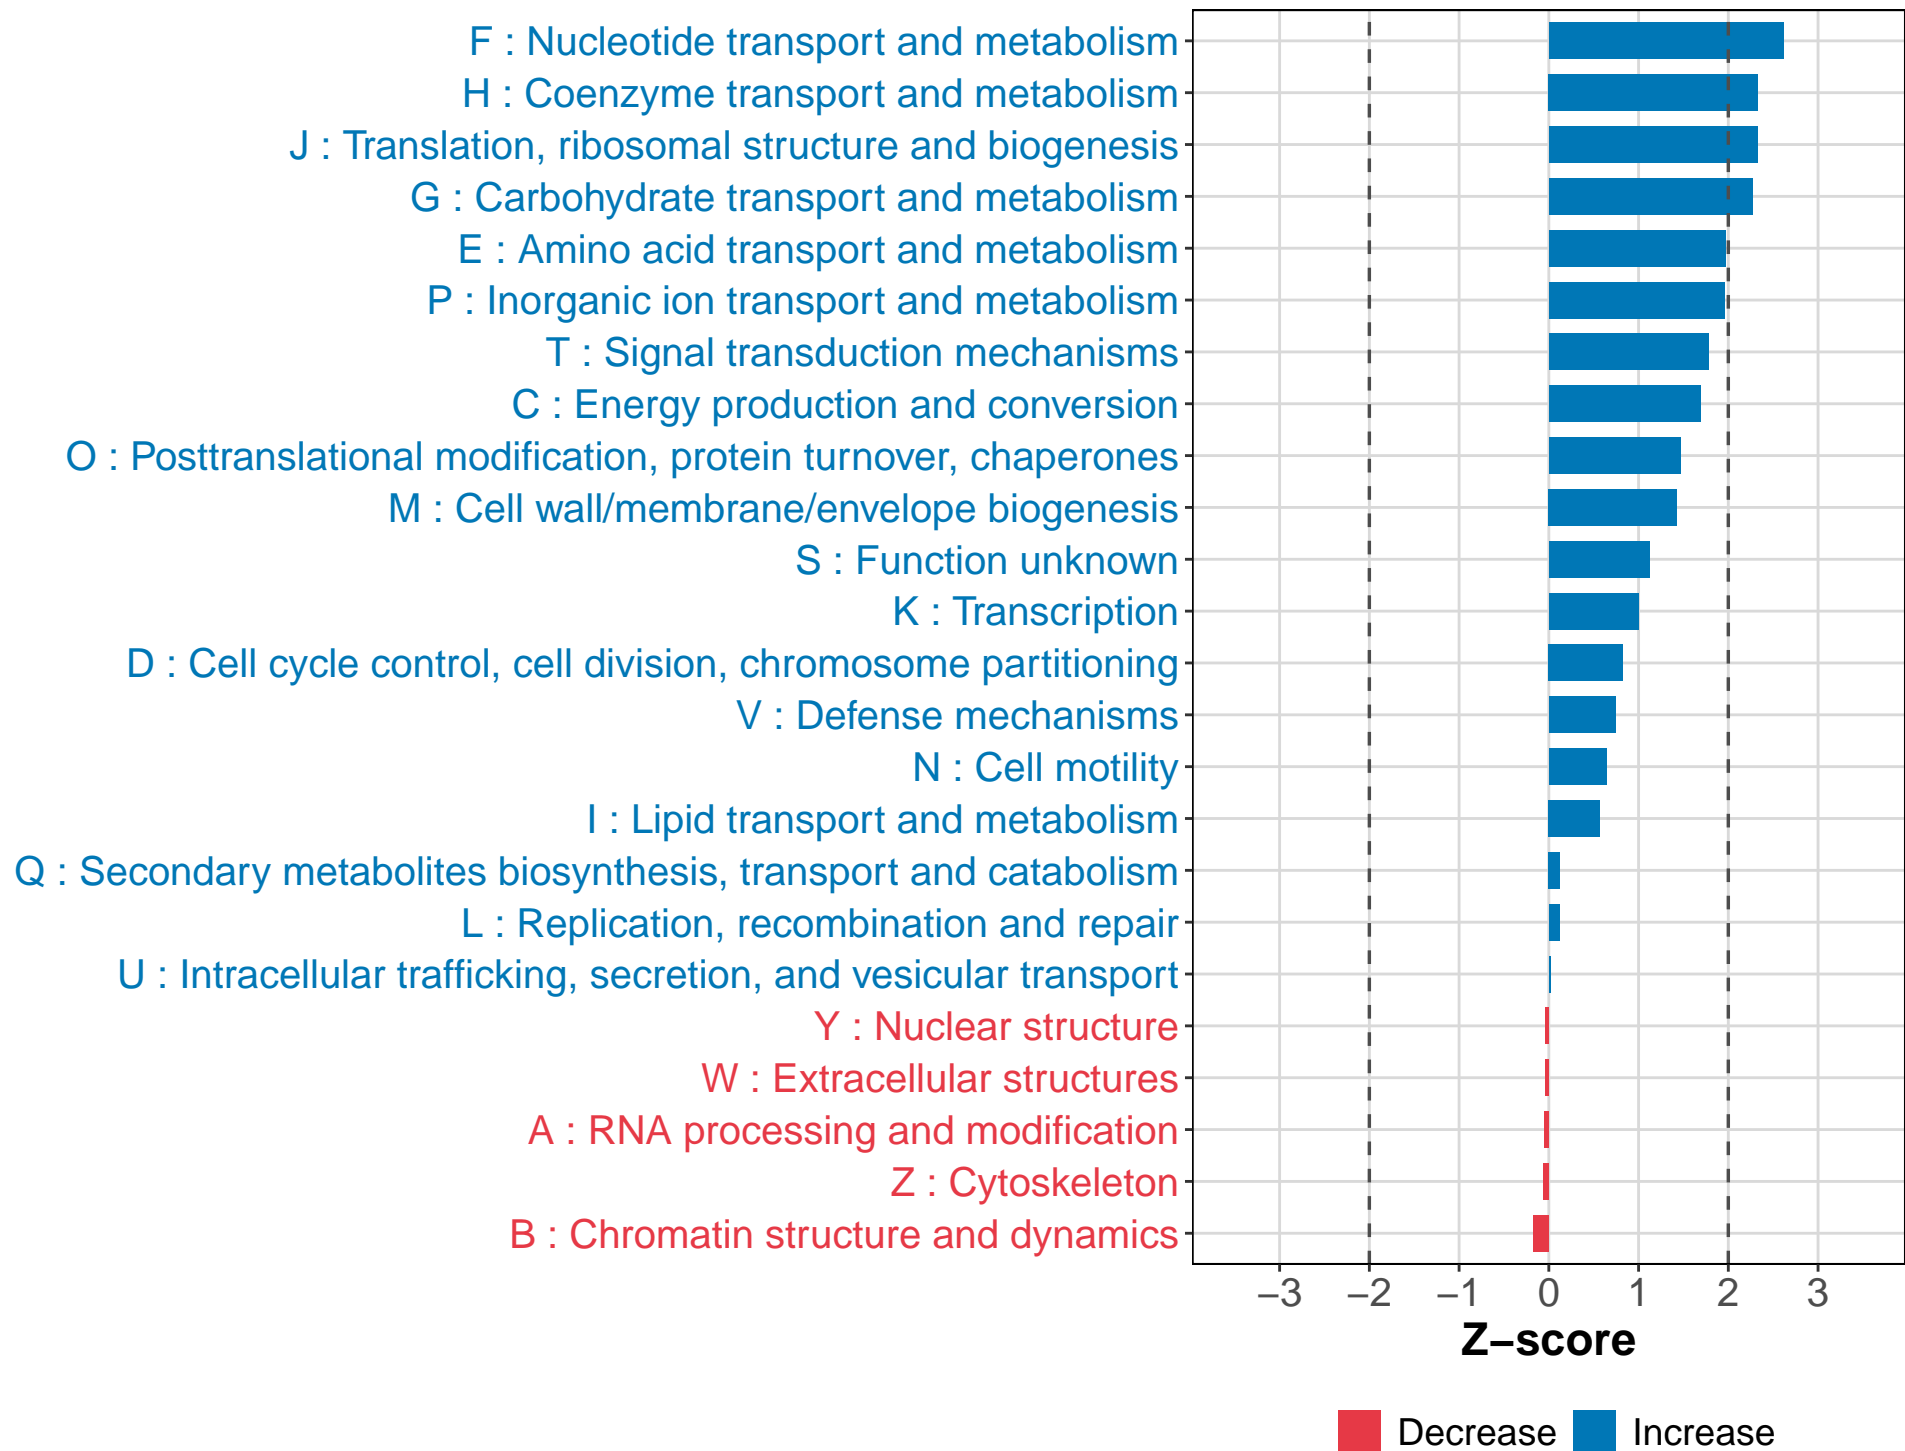 F : Nucleotide transport and metabolism
H : Coenzyme transport and metabolism
J : Translation, ribosomal structure and biogenesis
G : Carbohydrate transport and metabolism
E : Amino acid transport and metabolism
P : Inorganic ion transport and metabolism
T : Signal transduction mechanisms
C : Energy production and conversion
O : Posttranslational modification, protein turnover, chaperones
M : Cell wall/membrane/envelope biogenesis
S : Function unknown
K : Transcription
D : Cell cycle control, cell division, chromosome partitioning
V : Defense mechanisms
N : Cell motility
I : Lipid transport and metabolism
Q : Secondary metabolites biosynthesis, transport and catabolism
L : Replication, recombination and repair
U : Intracellular trafficking, secretion, and vesicular transport
Y : Nuclear structure
W : Extracellular structures
A : RNA processing and modification
Z : Cytoskeleton
B : Chromatin structure and dynamics
−3 −2 −1 0 1 2 3
Z−score
Decrease Increase